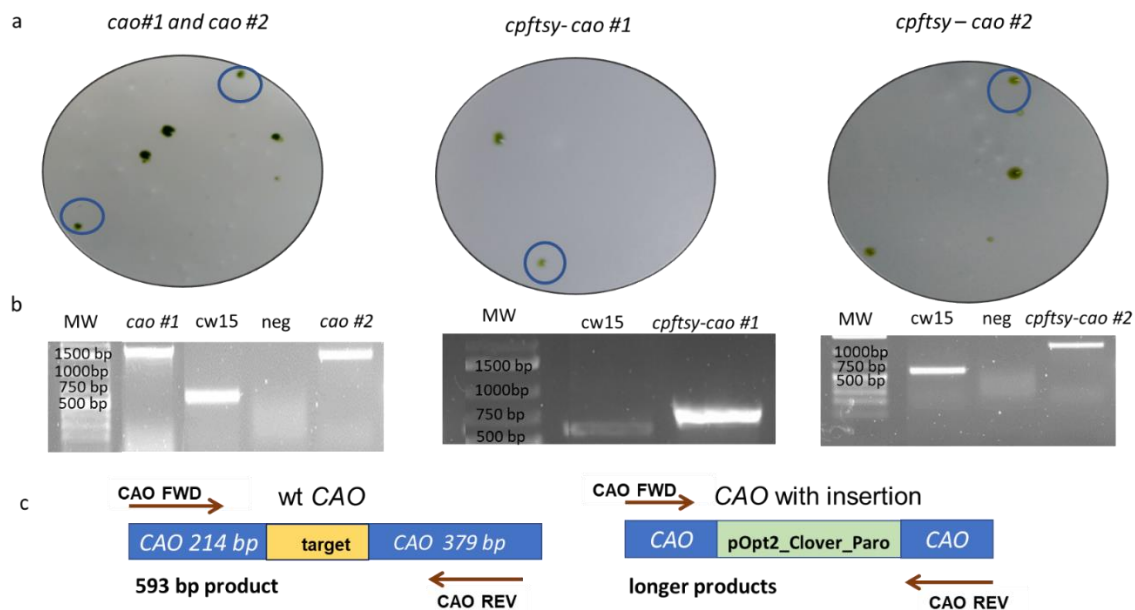 a
cao#1 and cao #2
cpftsy- cao #1
cpftsy – cao #2
b
MW cao #1 cw15 neg cao #2
1500 bp
1000bp
750 bp
500 bp
MW cw15 cpftsy-cao #1
1500 bp
1000 bp
750 bp
500 bp
MW cw15 neg cpftsy-cao #2
1000bp
750 bp
500 bp
c
CAO FWD
wt CAO
CAO 214 bp target CAO 379 bp
593 bp product
CAO REV
CAO FWD
CAO with insertion
CAO pOpt2_Clover_Paro CAO
longer products
CAO REV